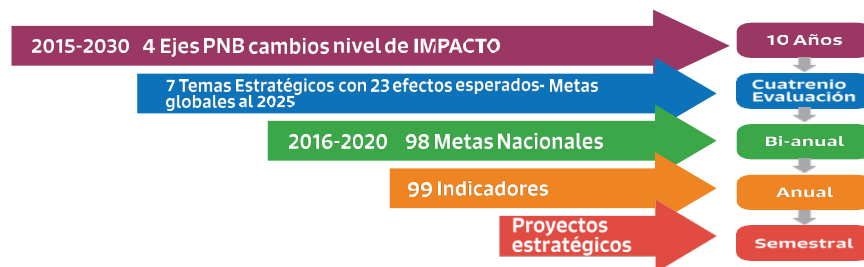 2015-2030 4 Ejes PNB cambios nivel de IMPACTO
10 Años
7 Temas Estratégicos con 23 efectos esperados- Metas
globales al 2025
Cuatrenio
Evaluación
2016-2020 98 Metas Nacionales
Bi-anual
99 Indicadores
Anual
Proyectos
estratégicos
Semestral